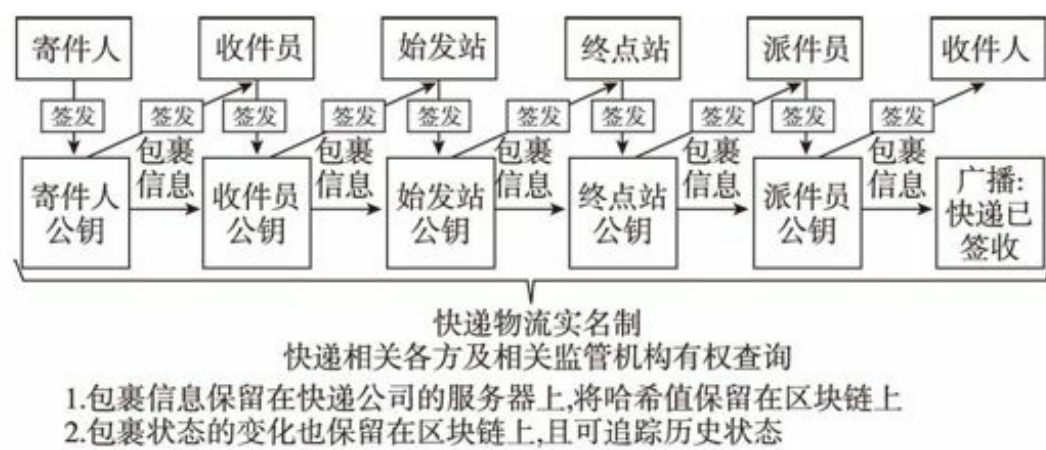 寄件人 收件员 始发站 终点站 派件员 收件人
签发 签发 签发 签发 签发 签发 签发 签发 签发 签发
包裹 包裹 包裹 包裹 包裹
信息 信息 信息 信息 信息
寄件人 收件员 始发站 终点站 派件员 广播:
公钥 公钥 公钥 公钥 公钥 快递已
签收
快递物流实名制
快递相关各方及相关监管机构有权查询
1.包裹信息保留在快递公司的服务器上,将哈希值保留在区块链上
2.包裹状态的变化也保留在区块链上,且可追踪历史状态